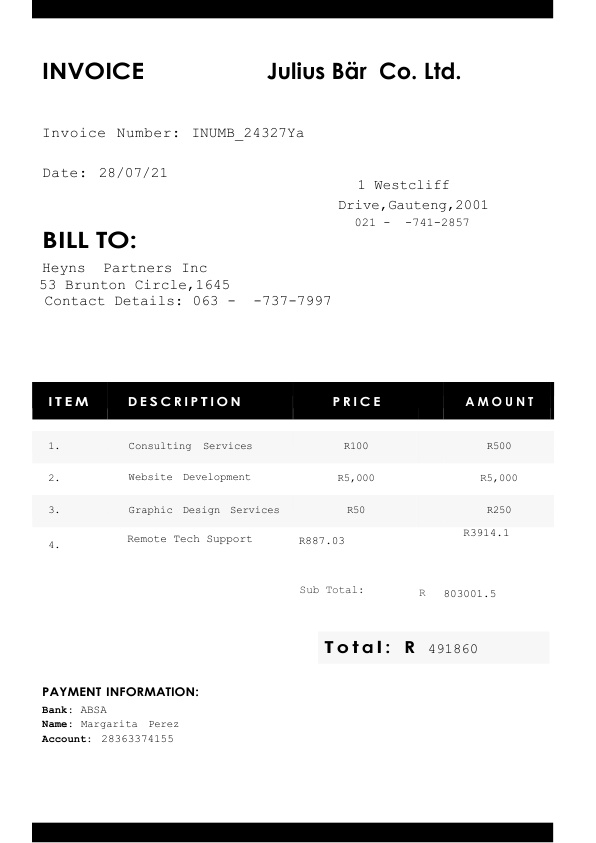 INVOICE Julius Bär Co. Ltd.
Invoice Number: INUMB_24327Ya
Date: 28/07/21
1 Westcliff
Drive,Gauteng,2001
021 - -741-2857
BILL TO:
Heyns Partners Inc
53 Brunton Circle,1645
Contact Details: 063 - -737-7997
ITEM DESCRIPTION PRICE AMOUNT
1. Consulting Services R100 R500
2. Website Development R5,000 R5,000
3. Graphic Design Services R50 R250
4. Remote Tech Support R887.03 R3914.1
Sub Total: R 803001.5
Total: R 491860
PAYMENT INFORMATION:
Bank: ABSA
Name: Margarita Perez
Account: 28363374155